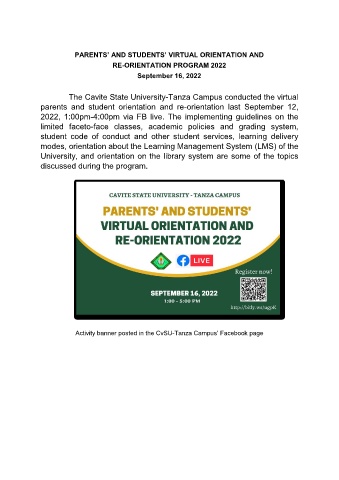 PARENTS' AND STUDENTS' VIRTUAL ORIENTATION AND
RE-ORIENTATION PROGRAM 2022
September 16, 2022
The Cavite State University-Tanza Campus conducted the virtual
parents and student orientation and re-orientation last September 12,
2022, 1:00pm-4:00pm via FB live. The implementing guidelines on the
limited faceto-face classes, academic policies and grading system,
student code of conduct and other student services, learning delivery
modes, orientation about the Learning Management System (LMS) of the
University, and orientation on the library system are some of the topics
discussed during the program.
CAVITE STATE UNIVERSITY - TANZA CAMPUS
PARENTS' AND STUDENTS'
VIRTUAL ORIENTATION AND
RE-ORIENTATION 2022
LIVE
Register now!
SEPTEMBER 16, 2022
1:00 - 5:00 PM
Activity banner posted in the CvSU-Tanza Campus' Facebook page